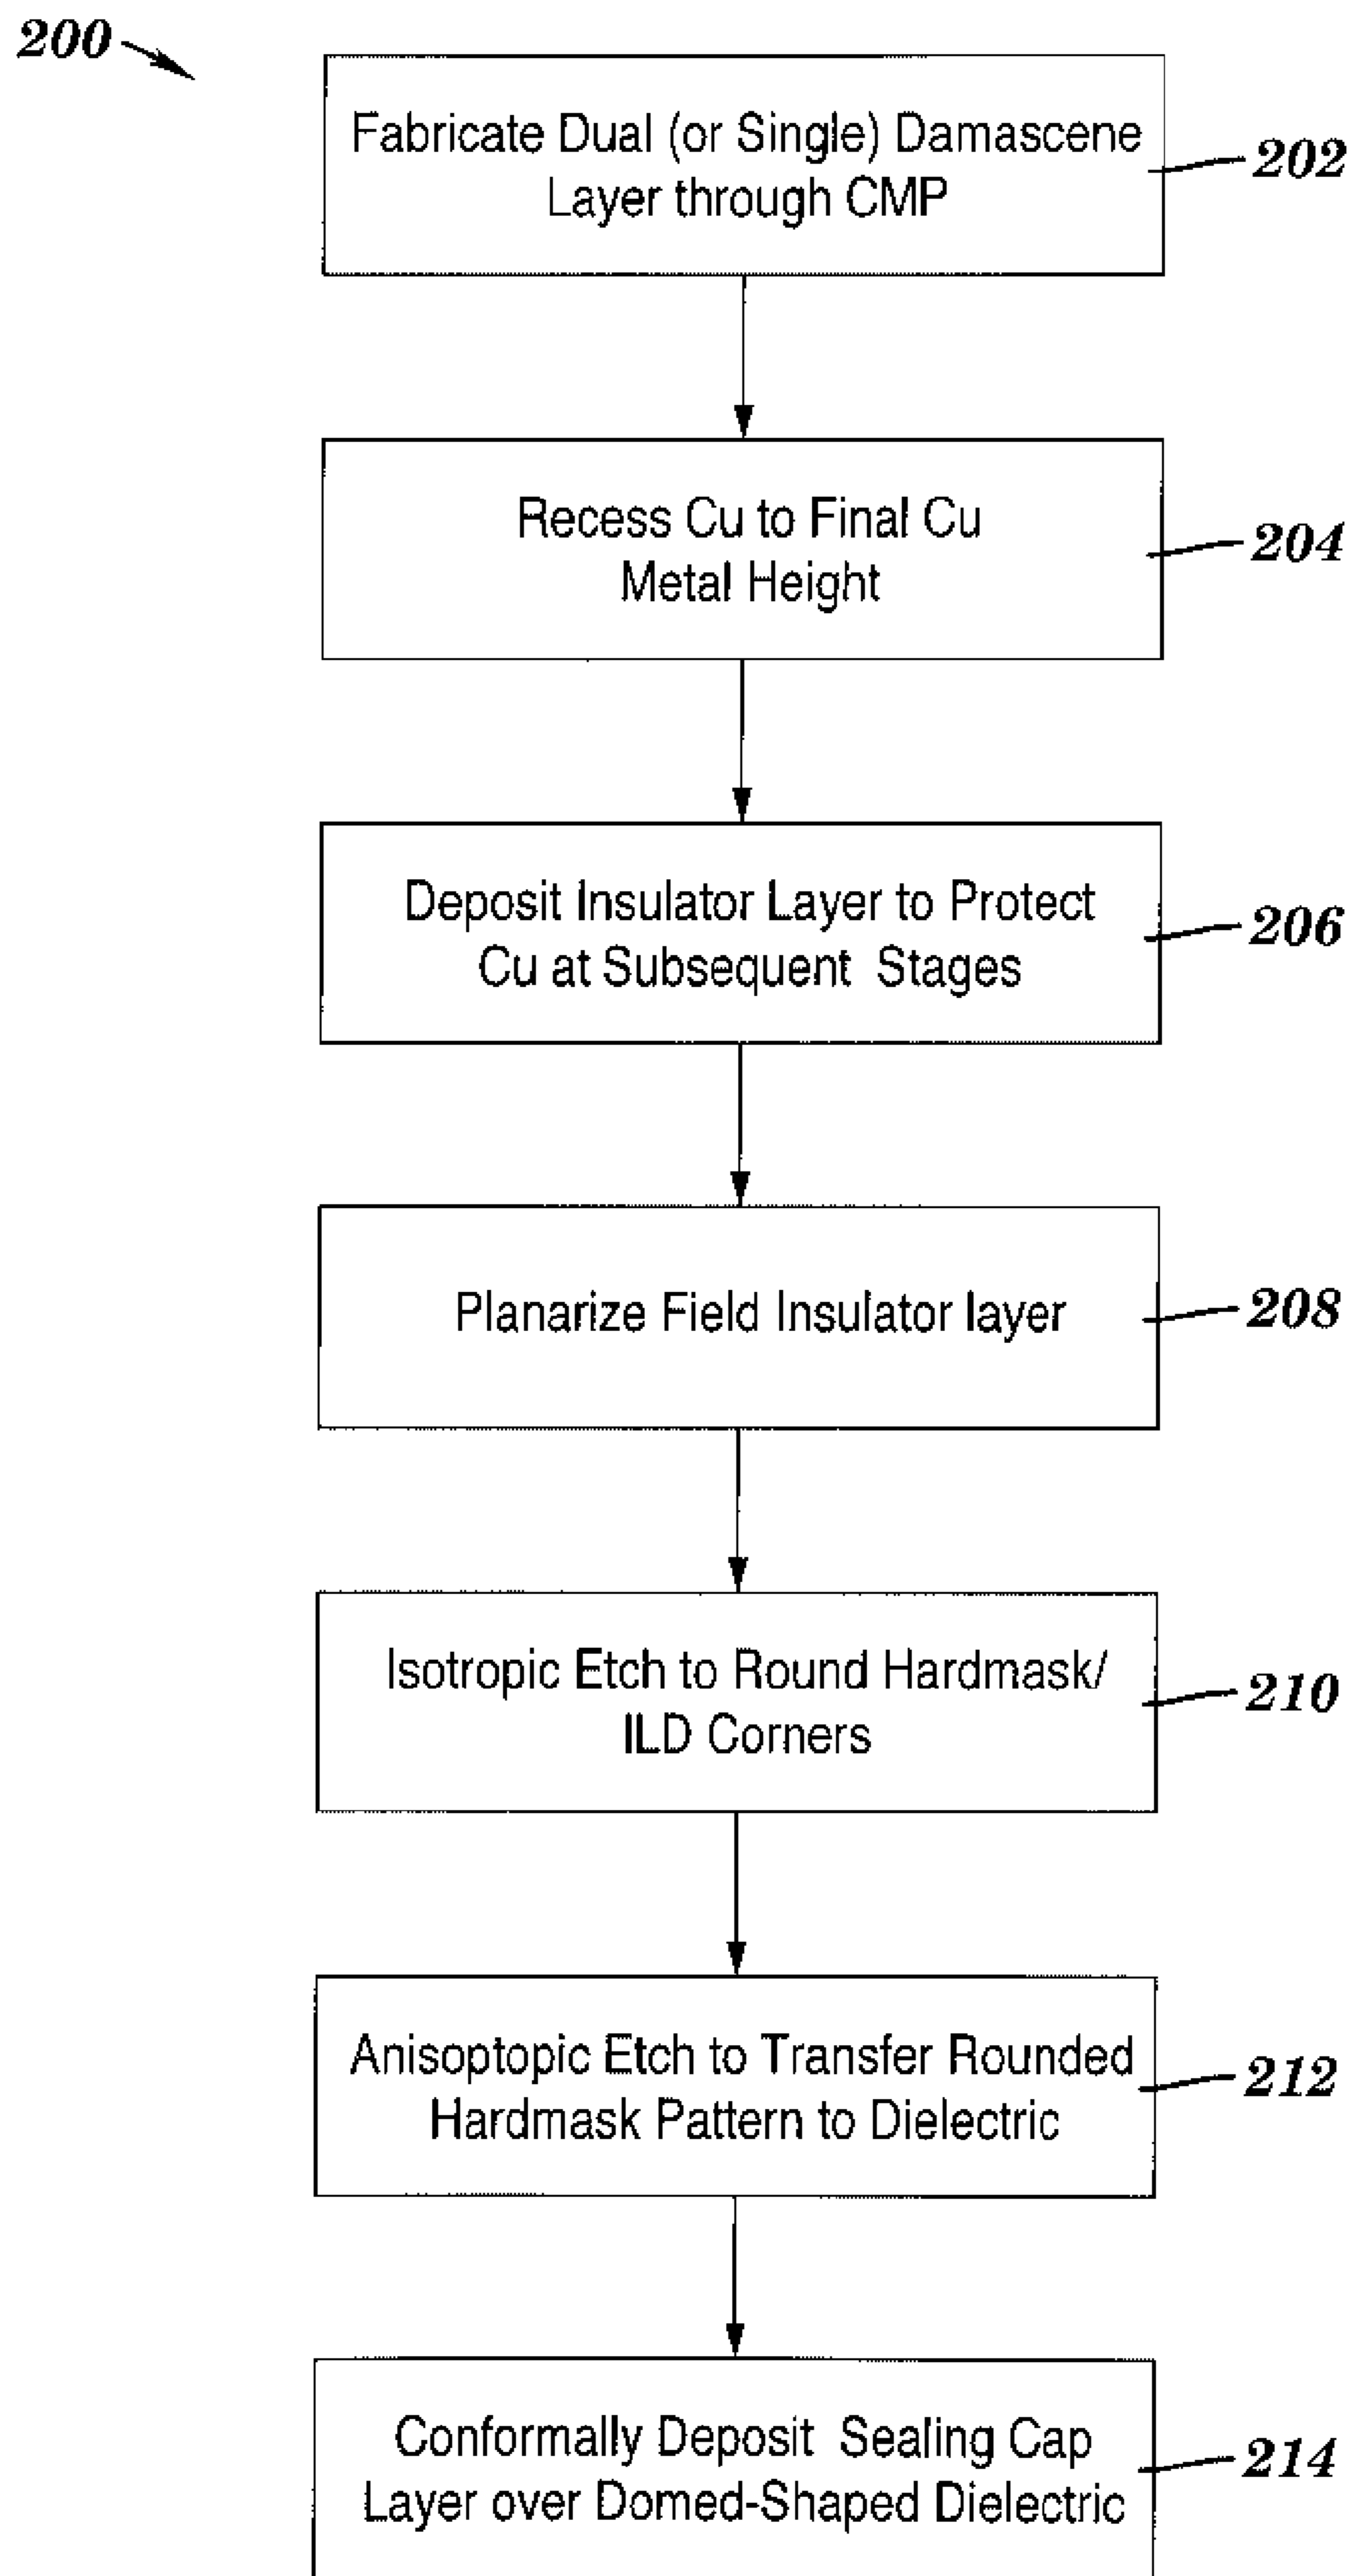 200
Fabricate Dual (or Single) Damascene
Layer through CMP
202
Recess Cu to Final Cu
Metal Height
204
Deposit Insulator Layer to Protect
Cu at Subsequent Stages
206
Planarize Field Insulator layer
208
Isotropic Etch to Round Hardmask/
ILD Corners
210
Anisoptopic Etch to Transfer Rounded
Hardmask Pattern to Dielectric
212
Conformally Deposit Sealing Cap
Layer over Domed-Shaped Dielectric
214